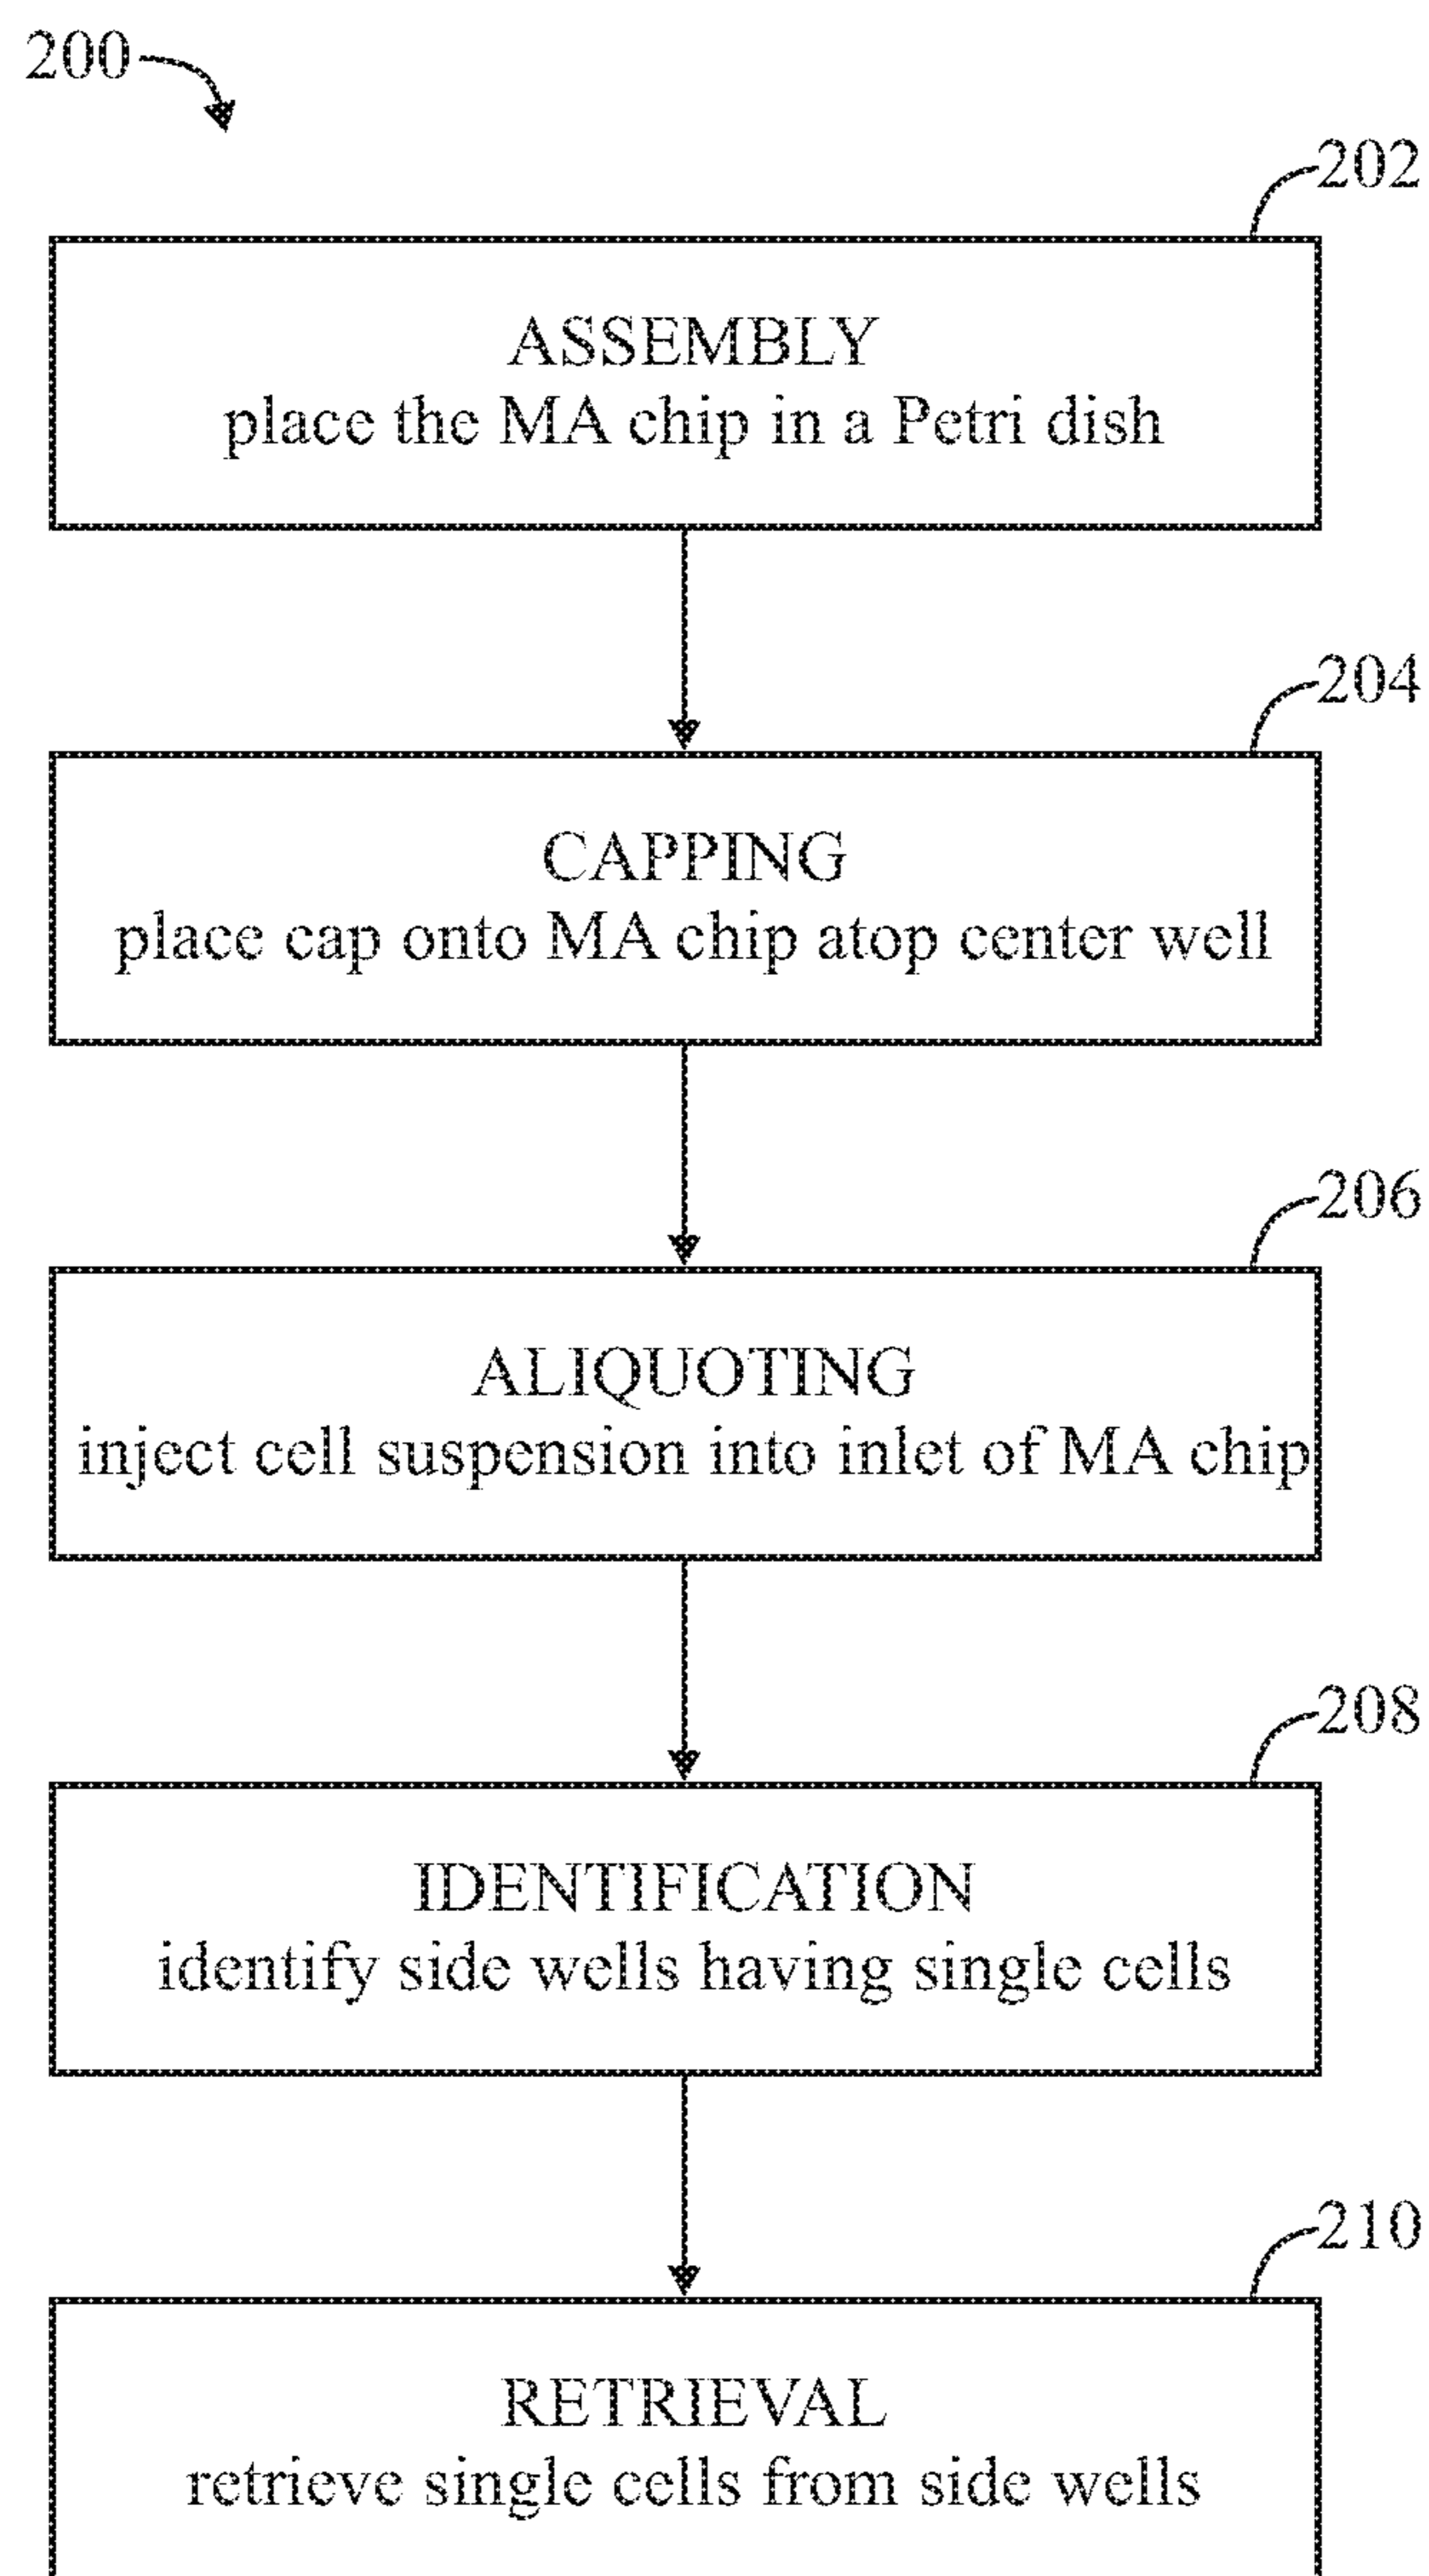 200
202
ASSEMBLY
place the MA chip in a Petri dish
204
CAPPING
place cap onto MA chip atop center well
206
ALIQUOTING
inject cell suspension into inlet of MA chip
208
IDENTIFICATION
identify side wells having single cells
210
RETRIEVAL
retrieve single cells from side wells